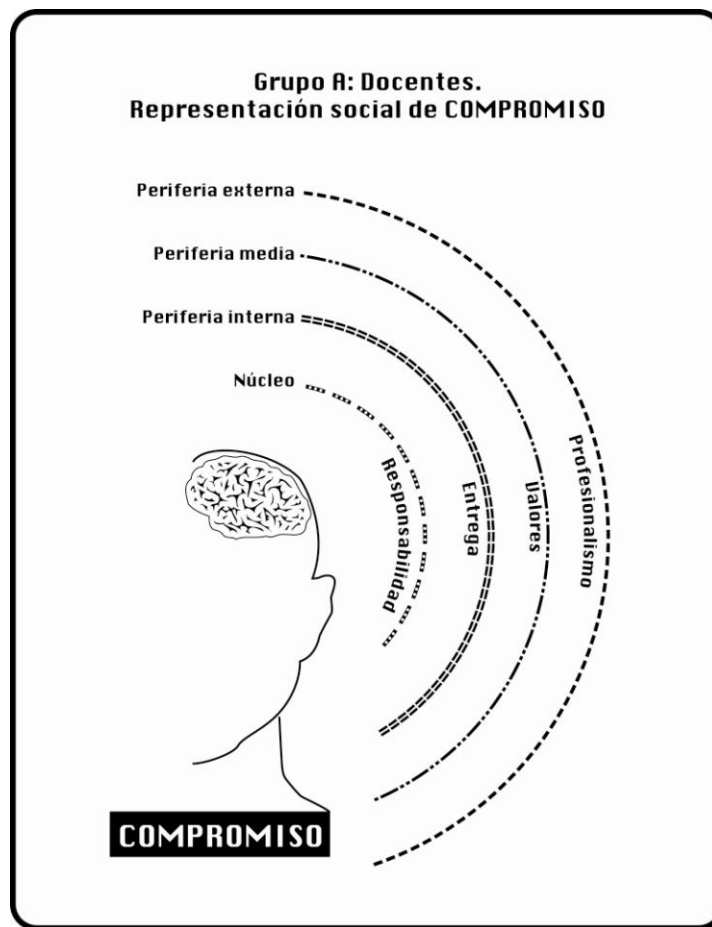 Grupo A: Docentes.
Representación social de COMPROMISO
Periferia externa
Periferia media
Periferia interna
Núcleo
Responsabilidad
Entrega
Valores
Profesionalismo
COMPROMISO